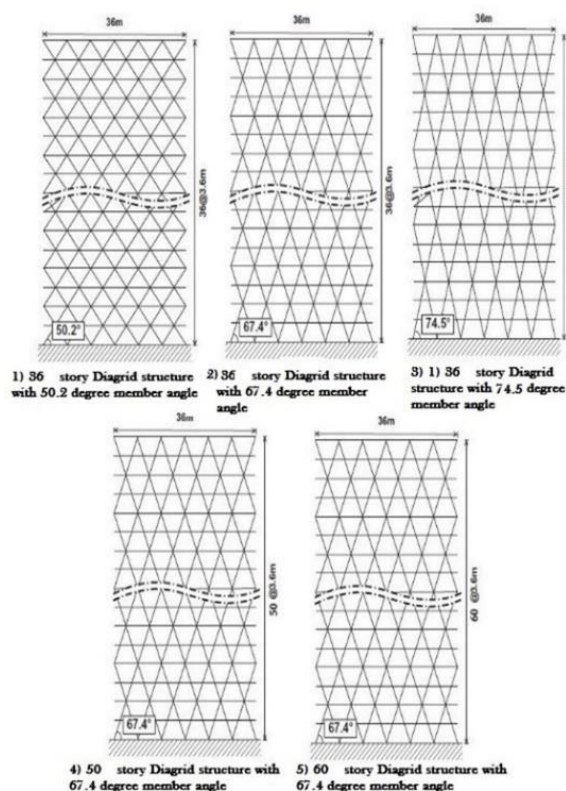 36m
36m
36m
36@3.6m
36@3.6m
50.2°
67.4°
74.5°
1) 36 story Diagrid structure
with 50.2 degree member angle
2) 36 story Diagrid structure
with 67.4 degree member
angle
3) 1) 36 story Diagrid
structure with 74.5 degree
member angle
36m
36m
50 @3.6m
60 @3.6m
67.4°
67.4°
4) 50 story Diagrid structure with
67.4 degree member angle
5) 60 story Diagrid structure with
67.4 degree member angle